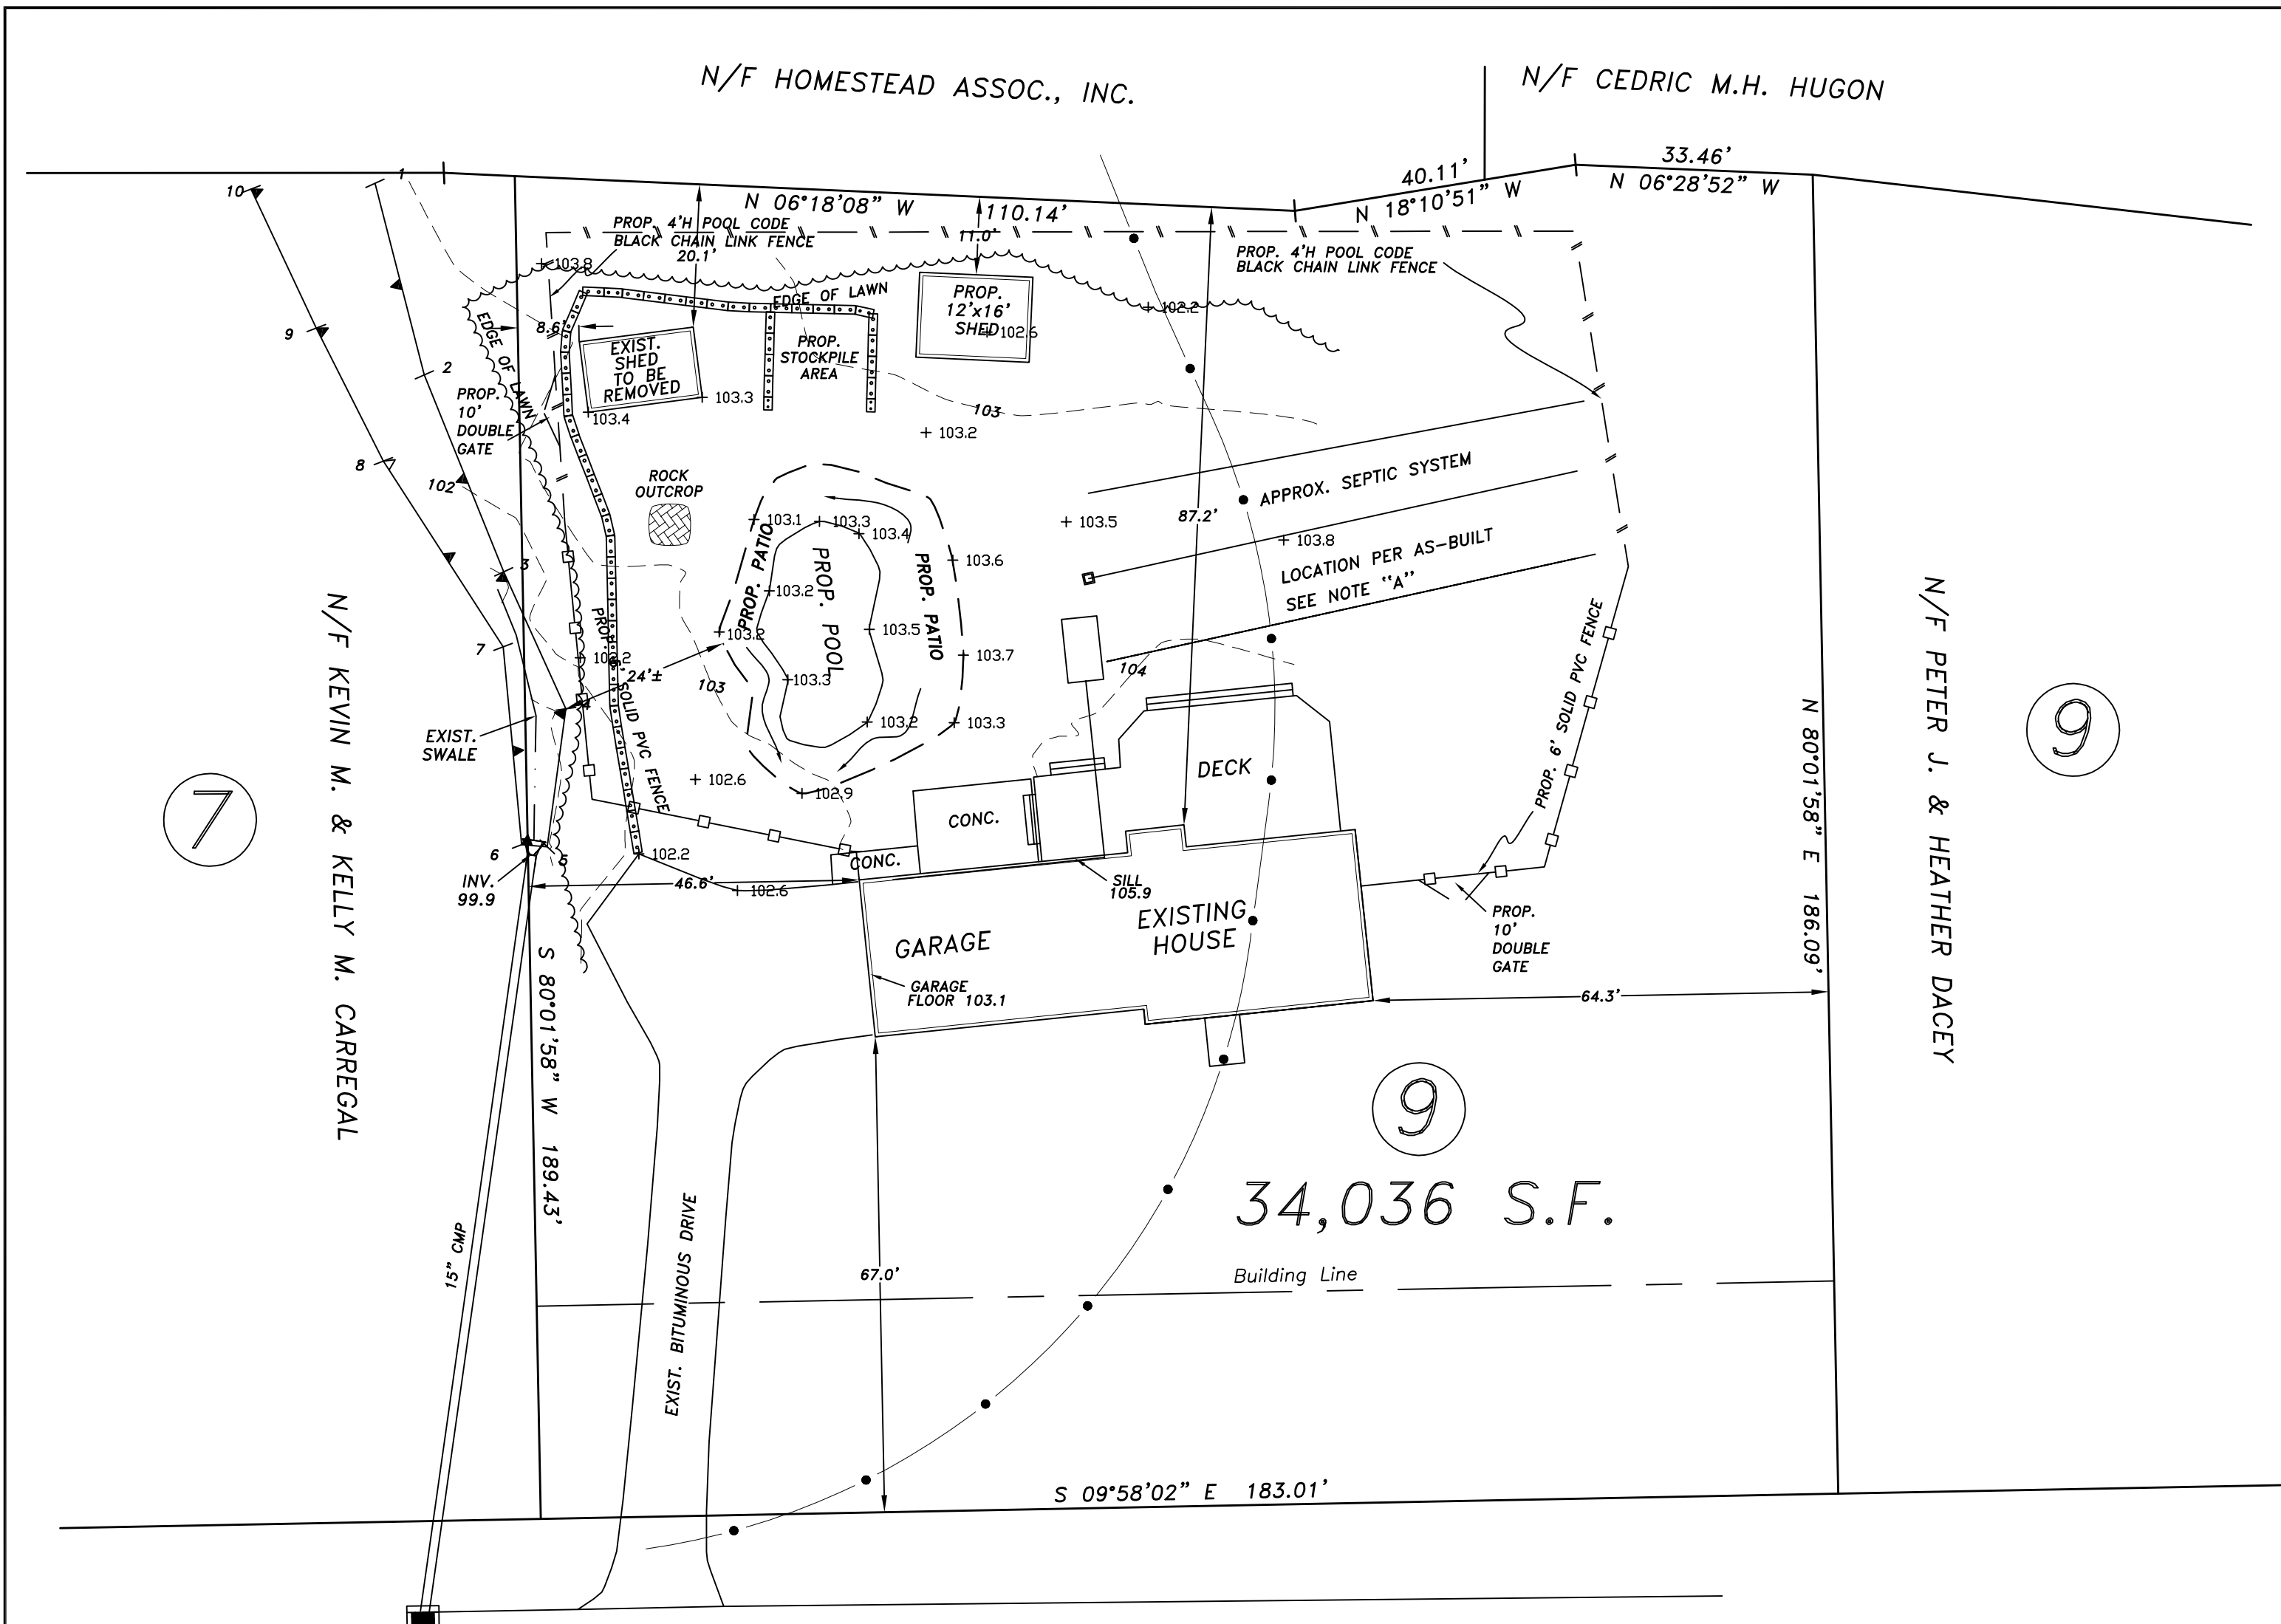 N/F HOMESTEAD ASSOC., INC.
N/F CEDRIC M.H. HUGON
33.46'
40.11'
N 06°28'52" W
N 18°10'51" W
N 06°18'08" W
110.14'
10
1
PROP. 4'H POOL CODE
BLACK CHAIN LINK FENCE
20.1'
11.0'
PROP. 4'H POOL CODE
BLACK CHAIN LINK FENCE
103.8
EDGE OF LAWN
PROP.
12'x16'
SHED
102.6
102.2
9
EDGE OF LAWN
8.6'
EXIST.
SHED
TO BE
REMOVED
PROP.
STOCKPILE
AREA
2
PROP.
10'
DOUBLE
GATE
103.3
103.4
103
103.2
8
102
ROCK
OUTCROP
APPROX. SEPTIC SYSTEM
103.1
103.3
103.4
103.5
87.2'
103.8
LOCATION PER AS-BUILT
SEE NOTE "A"
3
PROP. PATIO
PROP. POOL
PROP. PATIO
103.6
103.2
103.2
103.5
103.7
7
102.2
PROP. 6' SOLID PVC FENCE
24'±
103
103.3
104
4
103.2
103.3
PROP. 6' SOLID PVC FENCE
N/F KEVIN M. & KELLY M. CARREGAL
N/F PETER J. & HEATHER DACEY
N 80°01'58" E 186.09'
9
EXIST.
SWALE
7
102.6
102.9
DECK
CONC.
CONC.
6
5
102.2
INV.
99.9
46.6'
102.6
SILL
105.9
EXISTING
HOUSE
GARAGE
GARAGE
FLOOR 103.1
PROP.
10'
DOUBLE
GATE
64.3'
S 80°01'58" W 189.43'
9
34,036 S.F.
15" CMP
EXIST. BITUMINOUS DRIVE
67.0'
Building Line
S 09°58'02" E 183.01'